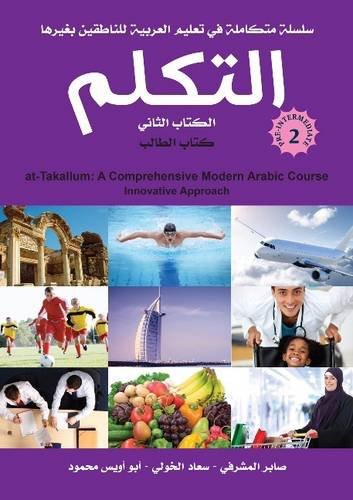 سلسلة متكاملة في تعليم العربية للناطقين بغيرها
التكلم
الكتاب الثاني
كتاب الطالب
PRE-INTERMEDIATE
2
at-Takallum: A Comprehensive Modern Arabic Course
Innovative Approach
صابر المشرفي - سعاد الخولي - أبو أويس محمود